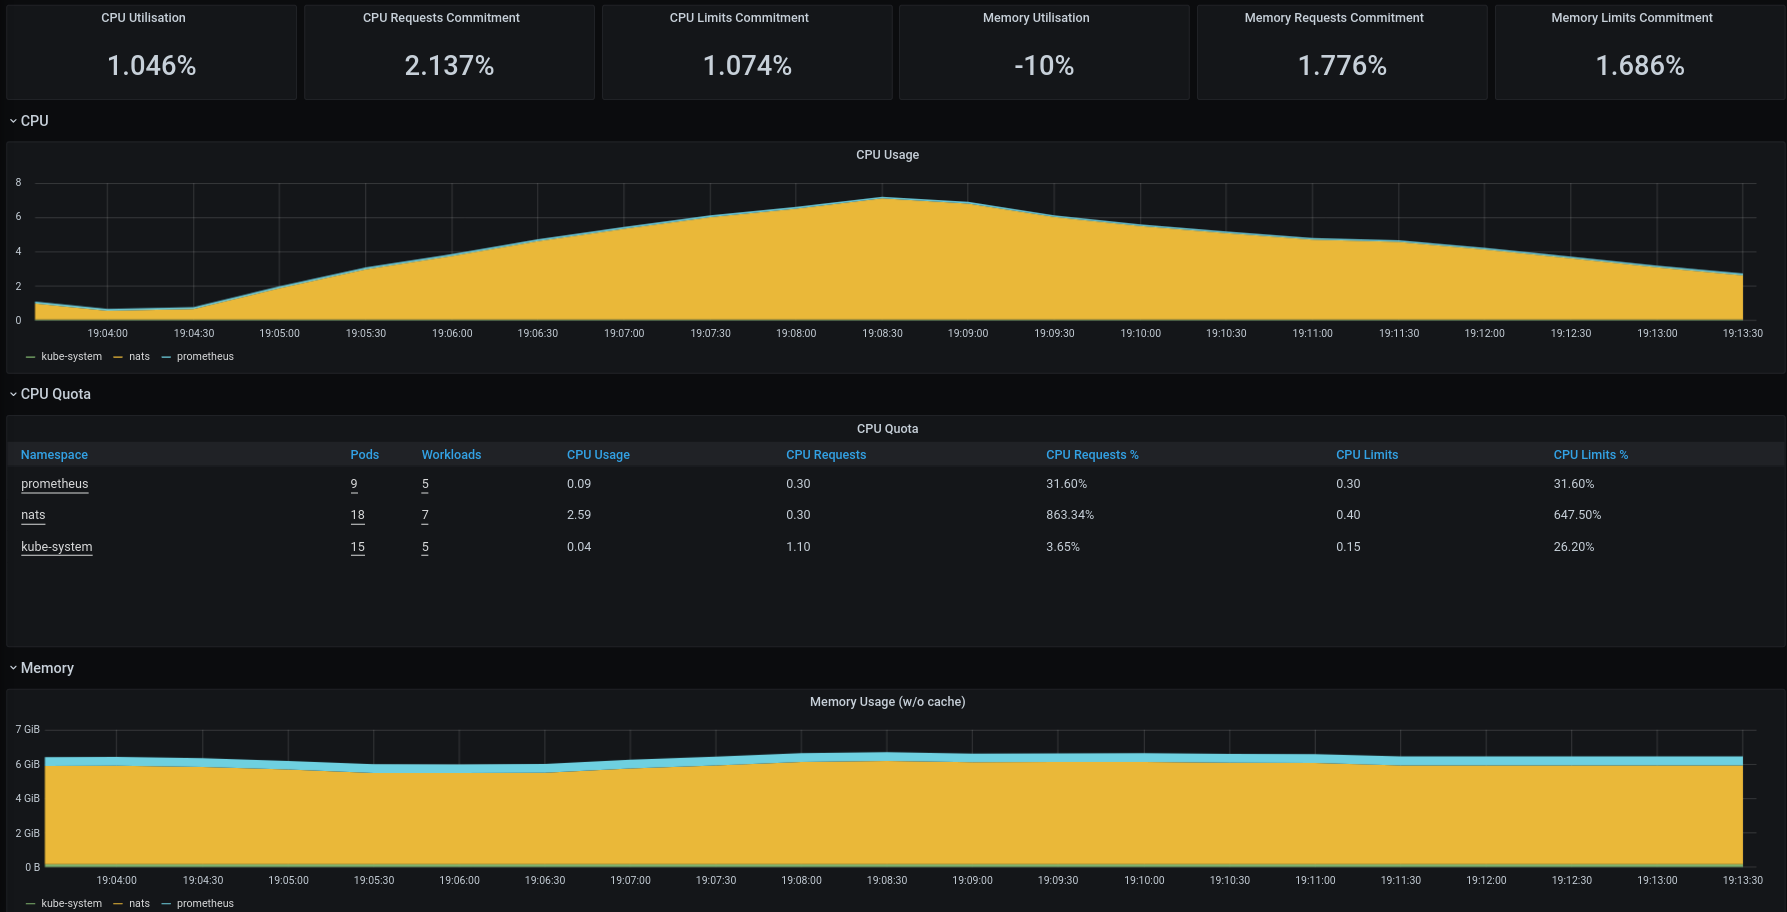 CPU Utilisation
1.046%
CPU Requests Commitment
2.137%
CPU Limits Commitment
1.074%
Memory Utilisation
-10%
Memory Requests Commitment
1.776%
Memory Limits Commitment
1.686%
CPU
CPU Usage
8
6
4
2
0
19:04:00 19:04:30 19:05:00 19:05:30 19:06:00 19:06:30 19:07:00 19:07:30 19:08:00 19:08:30 19:09:00 19:09:30 19:10:00 19:10:30 19:11:00 19:11:30 19:12:00 19:12:30 19:13:00 19:13:30
kube-system nats prometheus
CPU Quota
CPU Quota
Namespace Pods Workloads CPU Usage CPU Requests CPU Requests % CPU Limits CPU Limits %
prometheus 9 5 0.09 0.30 31.60% 0.30 31.60%
nats 18 7 2.59 0.30 863.34% 0.40 647.50%
kube-system 15 5 0.04 1.10 3.65% 0.15 26.20%
Memory
Memory Usage (w/o cache)
7 GiB
6 GiB
4 GiB
2 GiB
0 B
19:04:00 19:04:30 19:05:00 19:05:30 19:06:00 19:06:30 19:07:00 19:07:30 19:08:00 19:08:30 19:09:00 19:09:30 19:10:00 19:10:30 19:11:00 19:11:30 19:12:00 19:12:30 19:13:00 19:13:30
kube-system nats prometheus